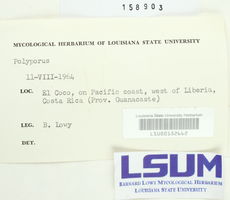 158903
MYCOLOGICAL HERBARIUM OF LOUISIANA STATE UNIVERSITY
Polyporus
11-VIII-1964
LOC. El Coco, on Pacific coast, west of Liberia,
Costa Rica (Prov. Guanacaste)
LEG. B. Lowy
DET.
Louisiana State University Herbarium
LSUM
BERNARD LOWY MYCOLOGICAL HERBARIUM
LOUISIANA STATE UNIVERSITY